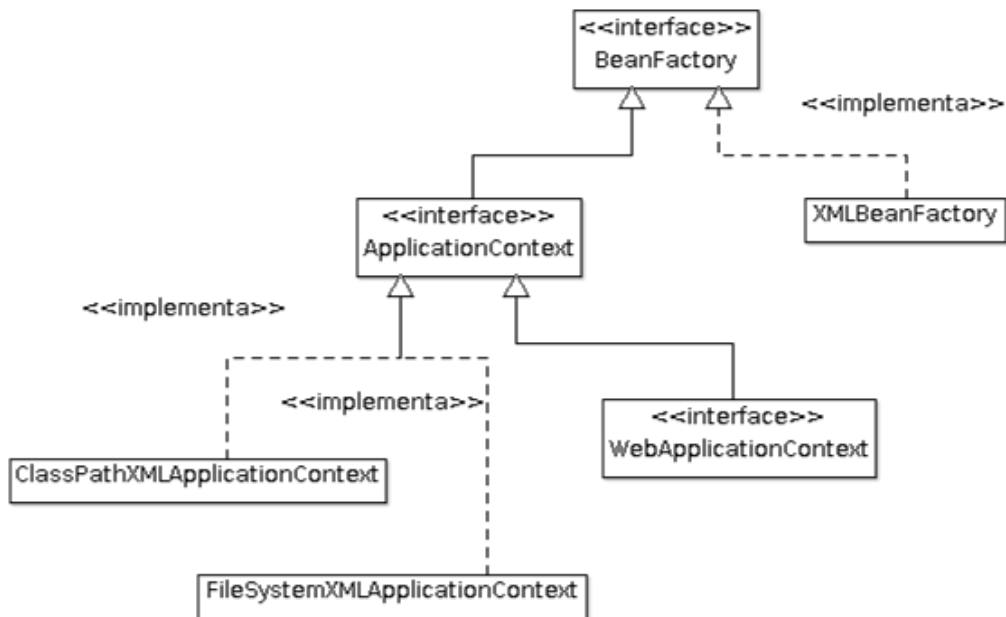 <<interface>>
BeanFactory
<<implementa>>
<<interface>>
ApplicationContext
XMLBeanFactory
<<implementa>>
<<implementa>>
<<interface>>
WebApplicationContext
ClassPathXMLApplicationContext
FileSystemXMLApplicationContext